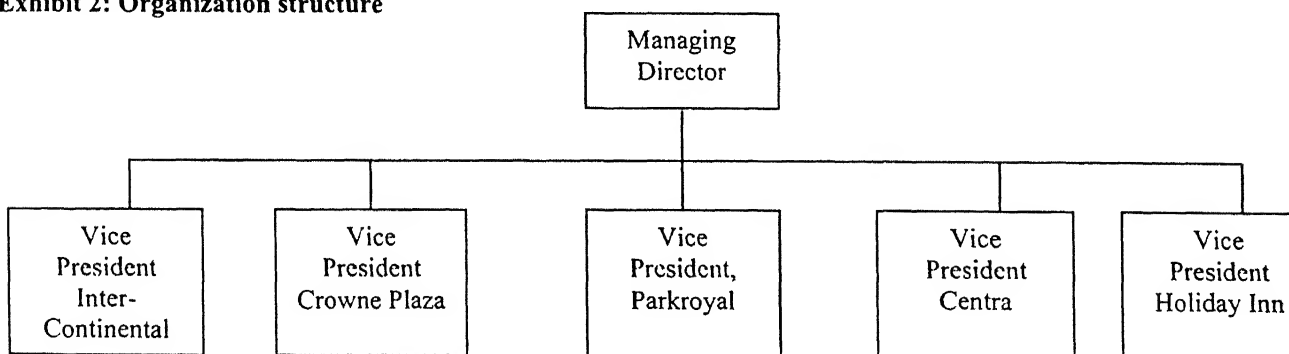 Exhibit 2: Organization structure
Managing
Director
Vice
President
Inter-
Continental
Vice
President
Crowne Plaza
Vice
President,
Parkroyal
Vice
President
Centra
Vice
President
Holiday Inn